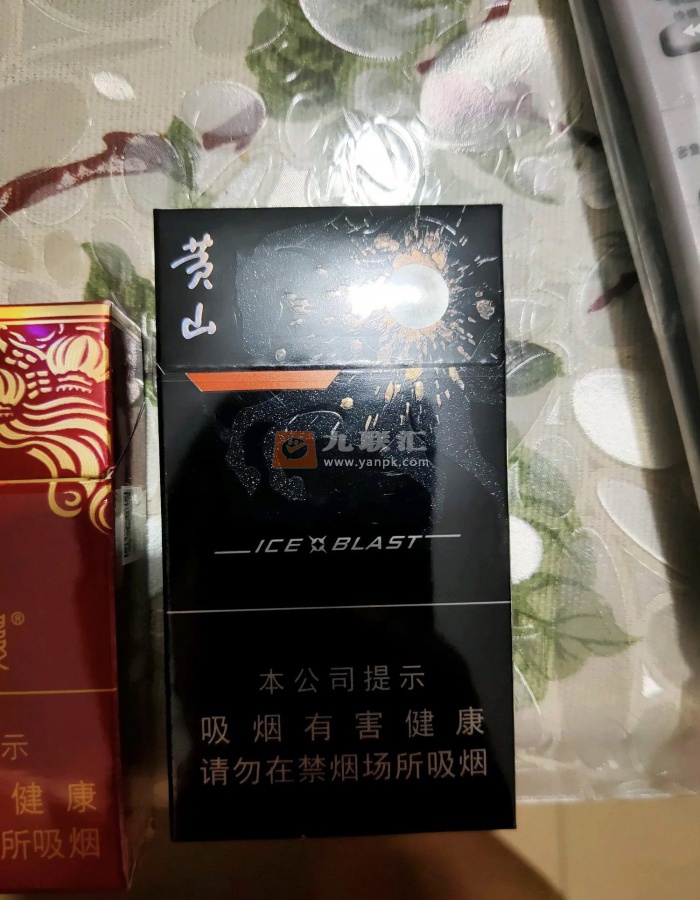 黄山
九联汇
www.yanpk.com
ICE BLAST
本公司提示
吸烟有害健康
请勿在禁烟场所吸烟
®
示
健康
所吸烟